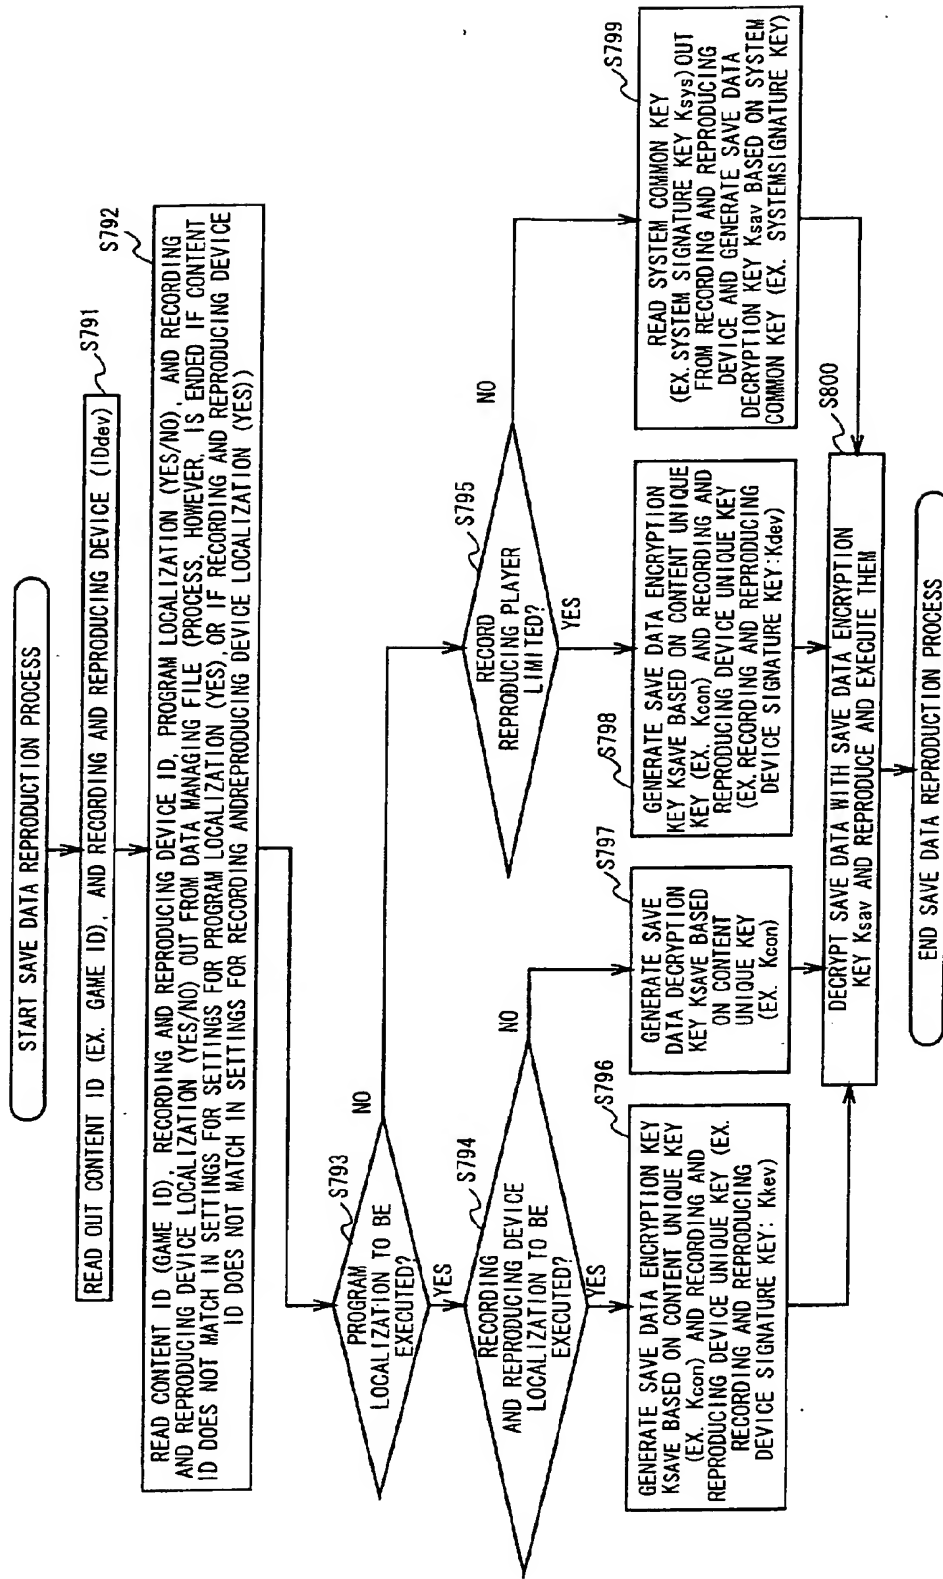 START SAVE DATA REPRODUCTION PROCESS
S791
READ OUT CONTENT ID (EX. GAME ID), AND RECORDING AND REPRODUCING DEVICE (IDdev)
S792
READ CONTENT ID (GAME ID), RECORDING AND REPRODUCING DEVICE ID, PROGRAM LOCALIZATION (YES/NO), AND RECORDING
AND REPRODUCING DEVICE LOCALIZATION (YES/NO) OUT FROM DATA MANAGING FILE (PROCESS, HOWEVER, IS ENDED IF CONTENT
ID DOES NOT MATCH IN SETTINGS FOR SETTINGS FOR PROGRAM LOCALIZATION (YES), OR IF RECORDING AND REPRODUCING DEVICE
ID DOES NOT MATCH IN SETTINGS FOR RECORDING ANDREPRODUCING DEVICE LOCALIZATION (YES))
S793
PROGRAM
LOCALIZATION TO BE
EXECUTED?
NO
YES
S794
RECORDING
AND REPRODUCING DEVICE
LOCALIZATION TO BE
EXECUTED?
NO
YES
S795
RECORD
REPRODUCING PLAYER
LIMITED?
NO
YES
S796
GENERATE SAVE DATA ENCRYPTION KEY
KSAVE BASED ON CONTENT UNIQUE KEY
(EX. Kcon) AND RECORDING AND
REPRODUCING DEVICE UNIQUE KEY (EX.
RECORDING AND REPRODUCING
DEVICE SIGNATURE KEY: Kkev)
S797
GENERATE SAVE
DATA DECRYPTION
KEY KSAVE BASED
ON CONTENT
UNIQUE KEY
(EX. Kcon)
S798
GENERATE SAVE DATA ENCRYPTION
KEY KSAVE BASED ON CONTENT UNIQUE
KEY (EX. Kcon) AND RECORDING AND
REPRODUCING DEVICE UNIQUE KEY
(EX. RECORDING AND REPRODUCING
DEVICE SIGNATURE KEY:Kdev)
S799
READ SYSTEM COMMON KEY
(EX. SYSTEM SIGNATURE KEY Ksys)OUT
FROM RECORDING AND REPRODUCING
DEVICE AND GENERATE SAVE DATA
DECRYPTION KEY Ksav BASED ON SYSTEM
COMMON KEY (EX. SYSTEMSIGNATURE KEY)
S800
DECRYPT SAVE DATA WITH SAVE DATA ENCRYPTION
KEY Ksav AND REPRODUCE AND EXECUTE THEM
END SAVE DATA REPRODUCTION PROCESS